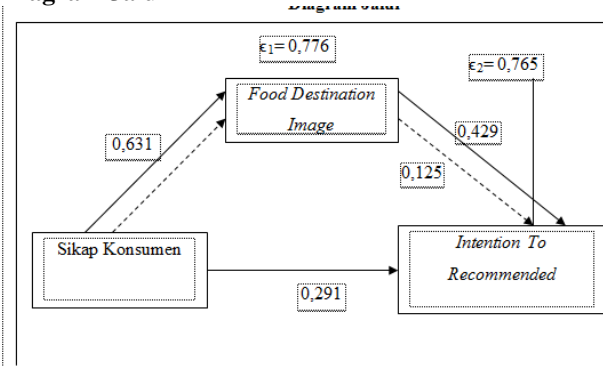 ϵ1= 0,776
ϵ2= 0,765
Food Destination
Image
0,631
0,429
0,125
Sikap Konsumen
Intention To
Recommended
0,291